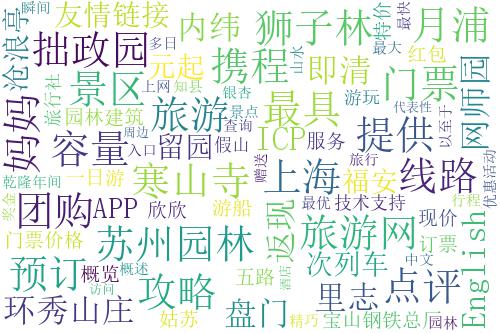 瞬间
友情链接
内纬
狮子林
特价
最快
月浦
沧浪亭
拙政园
多日
最大
元起
携程
红包
即清
门票
网师园
旅行社
景区
上网
知县
山水
银杏
游玩
妈妈
园林建筑
旅游
景点
最具
代表性
周边
查询
ICP
服务
提供
以至于
容量
留园
入口
假山
优惠活动
一日游
寒山寺
赠送
旅行
上海
福安
线路
乾隆年间
团购
APP
欣欣
游船
返现
最优
技术支持
行程
奖金
门票价格
苏州园林
旅游网
现价
订票
English
预订
概览
概述
攻略
五路
次列车
中文
点评
访问
酒店
环秀山庄
姑苏
盘门
里志
精巧
宝山钢铁总厂
园林